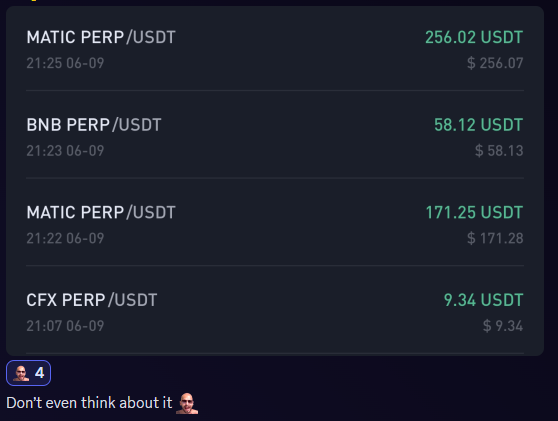 MATIC PERP/USDT 256.02 USDT
21:25 06-09 $ 256.07
BNB PERP/USDT 58.12 USDT
21:23 06-09 $ 58.13
MATIC PERP/USDT 171.25 USDT
21:22 06-09 $ 171.28
CFX PERP/USDT 9.34 USDT
21:07 06-09 $ 9.34
4
Don't even think about it